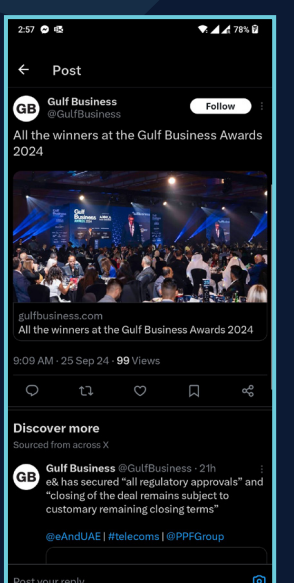 2:57
78%
Post
GB
Gulf Business
@GulfBusiness
Follow
All the winners at the Gulf Business Awards
2024
Gulf
Business
gulfbusiness.com
All the winners at the Gulf Business Awards 2024
9:09 AM · 25 Sep 24 · 99 Views
Discover more
Sourced from across X
GB
Gulf Business @GulfBusiness · 21h
e& has secured “all regulatory approvals” and
“closing of the deal remains subject to
customary remaining closing terms”
@eAndUAE | #telecoms | @PPFGroup
Post your reply